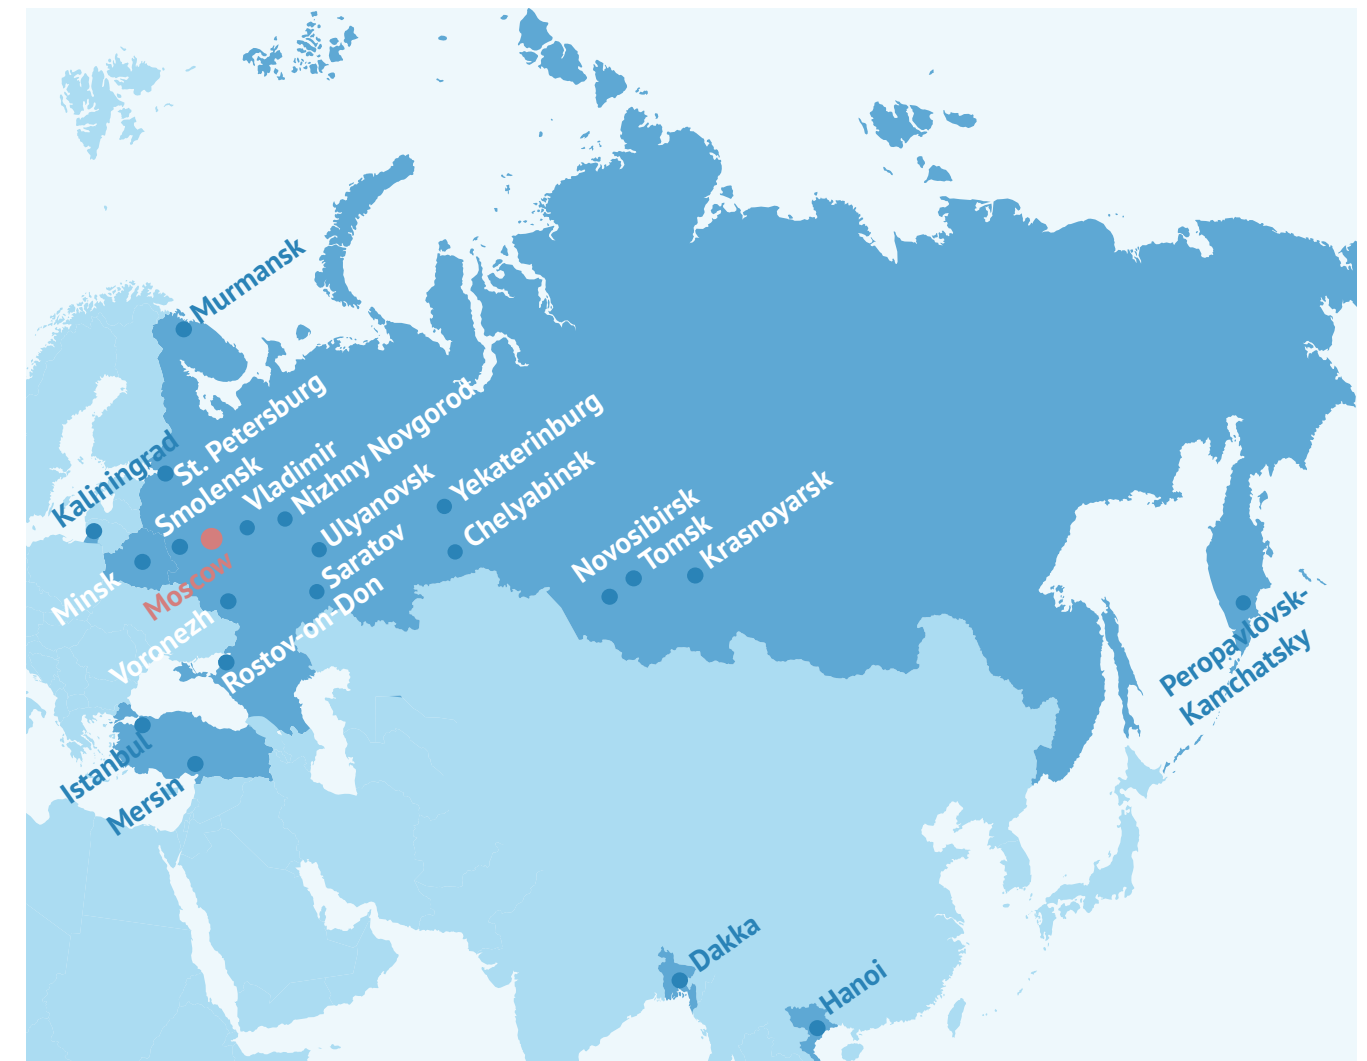 Murmansk
St. Petersburg
Kaliningrad
Smolensk
Vladimir
Nizhny Novgorod
Ulyanovsk
Yekaterinburg
Chelyabinsk
Saratov
Novosibirsk
Tomsk
Krasnoyarsk
Minsk
Moscow
Voronezh
Rostov-on-Don
Peropavlovsk-
Kamchatsky
Istanbul
Mersin
Dakka
Hanoi